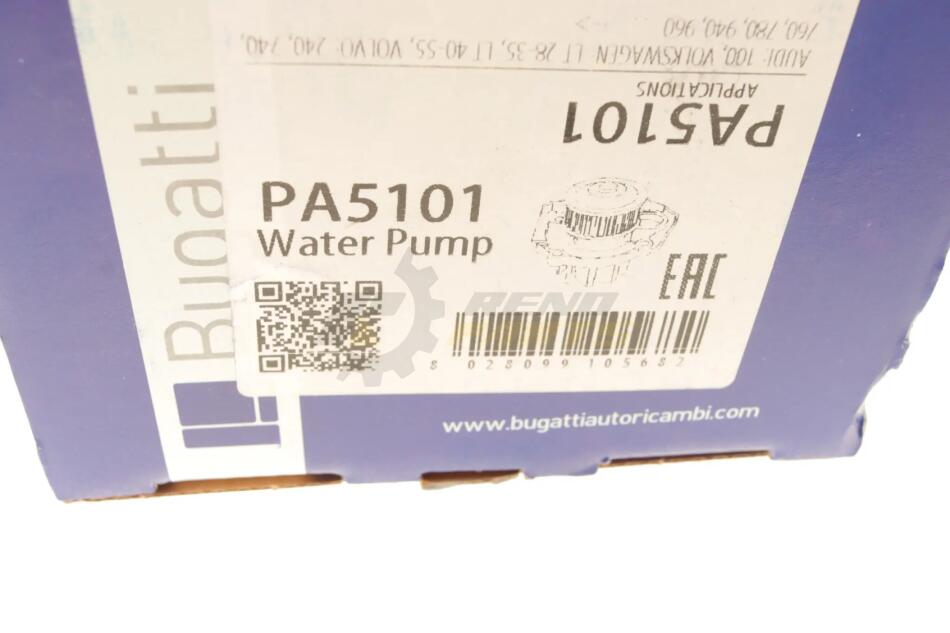 PA5101
APPLICATIONS
AUDI: 100, VOLKSWAGEN: LT 28-35, LT 40-55, VOLVO: 240, 740,
760, 780, 940, 960
Bugatti
PA5101
Water Pump
EAC
RENO
8 028099 105682
www.bugattiautoricambi.com